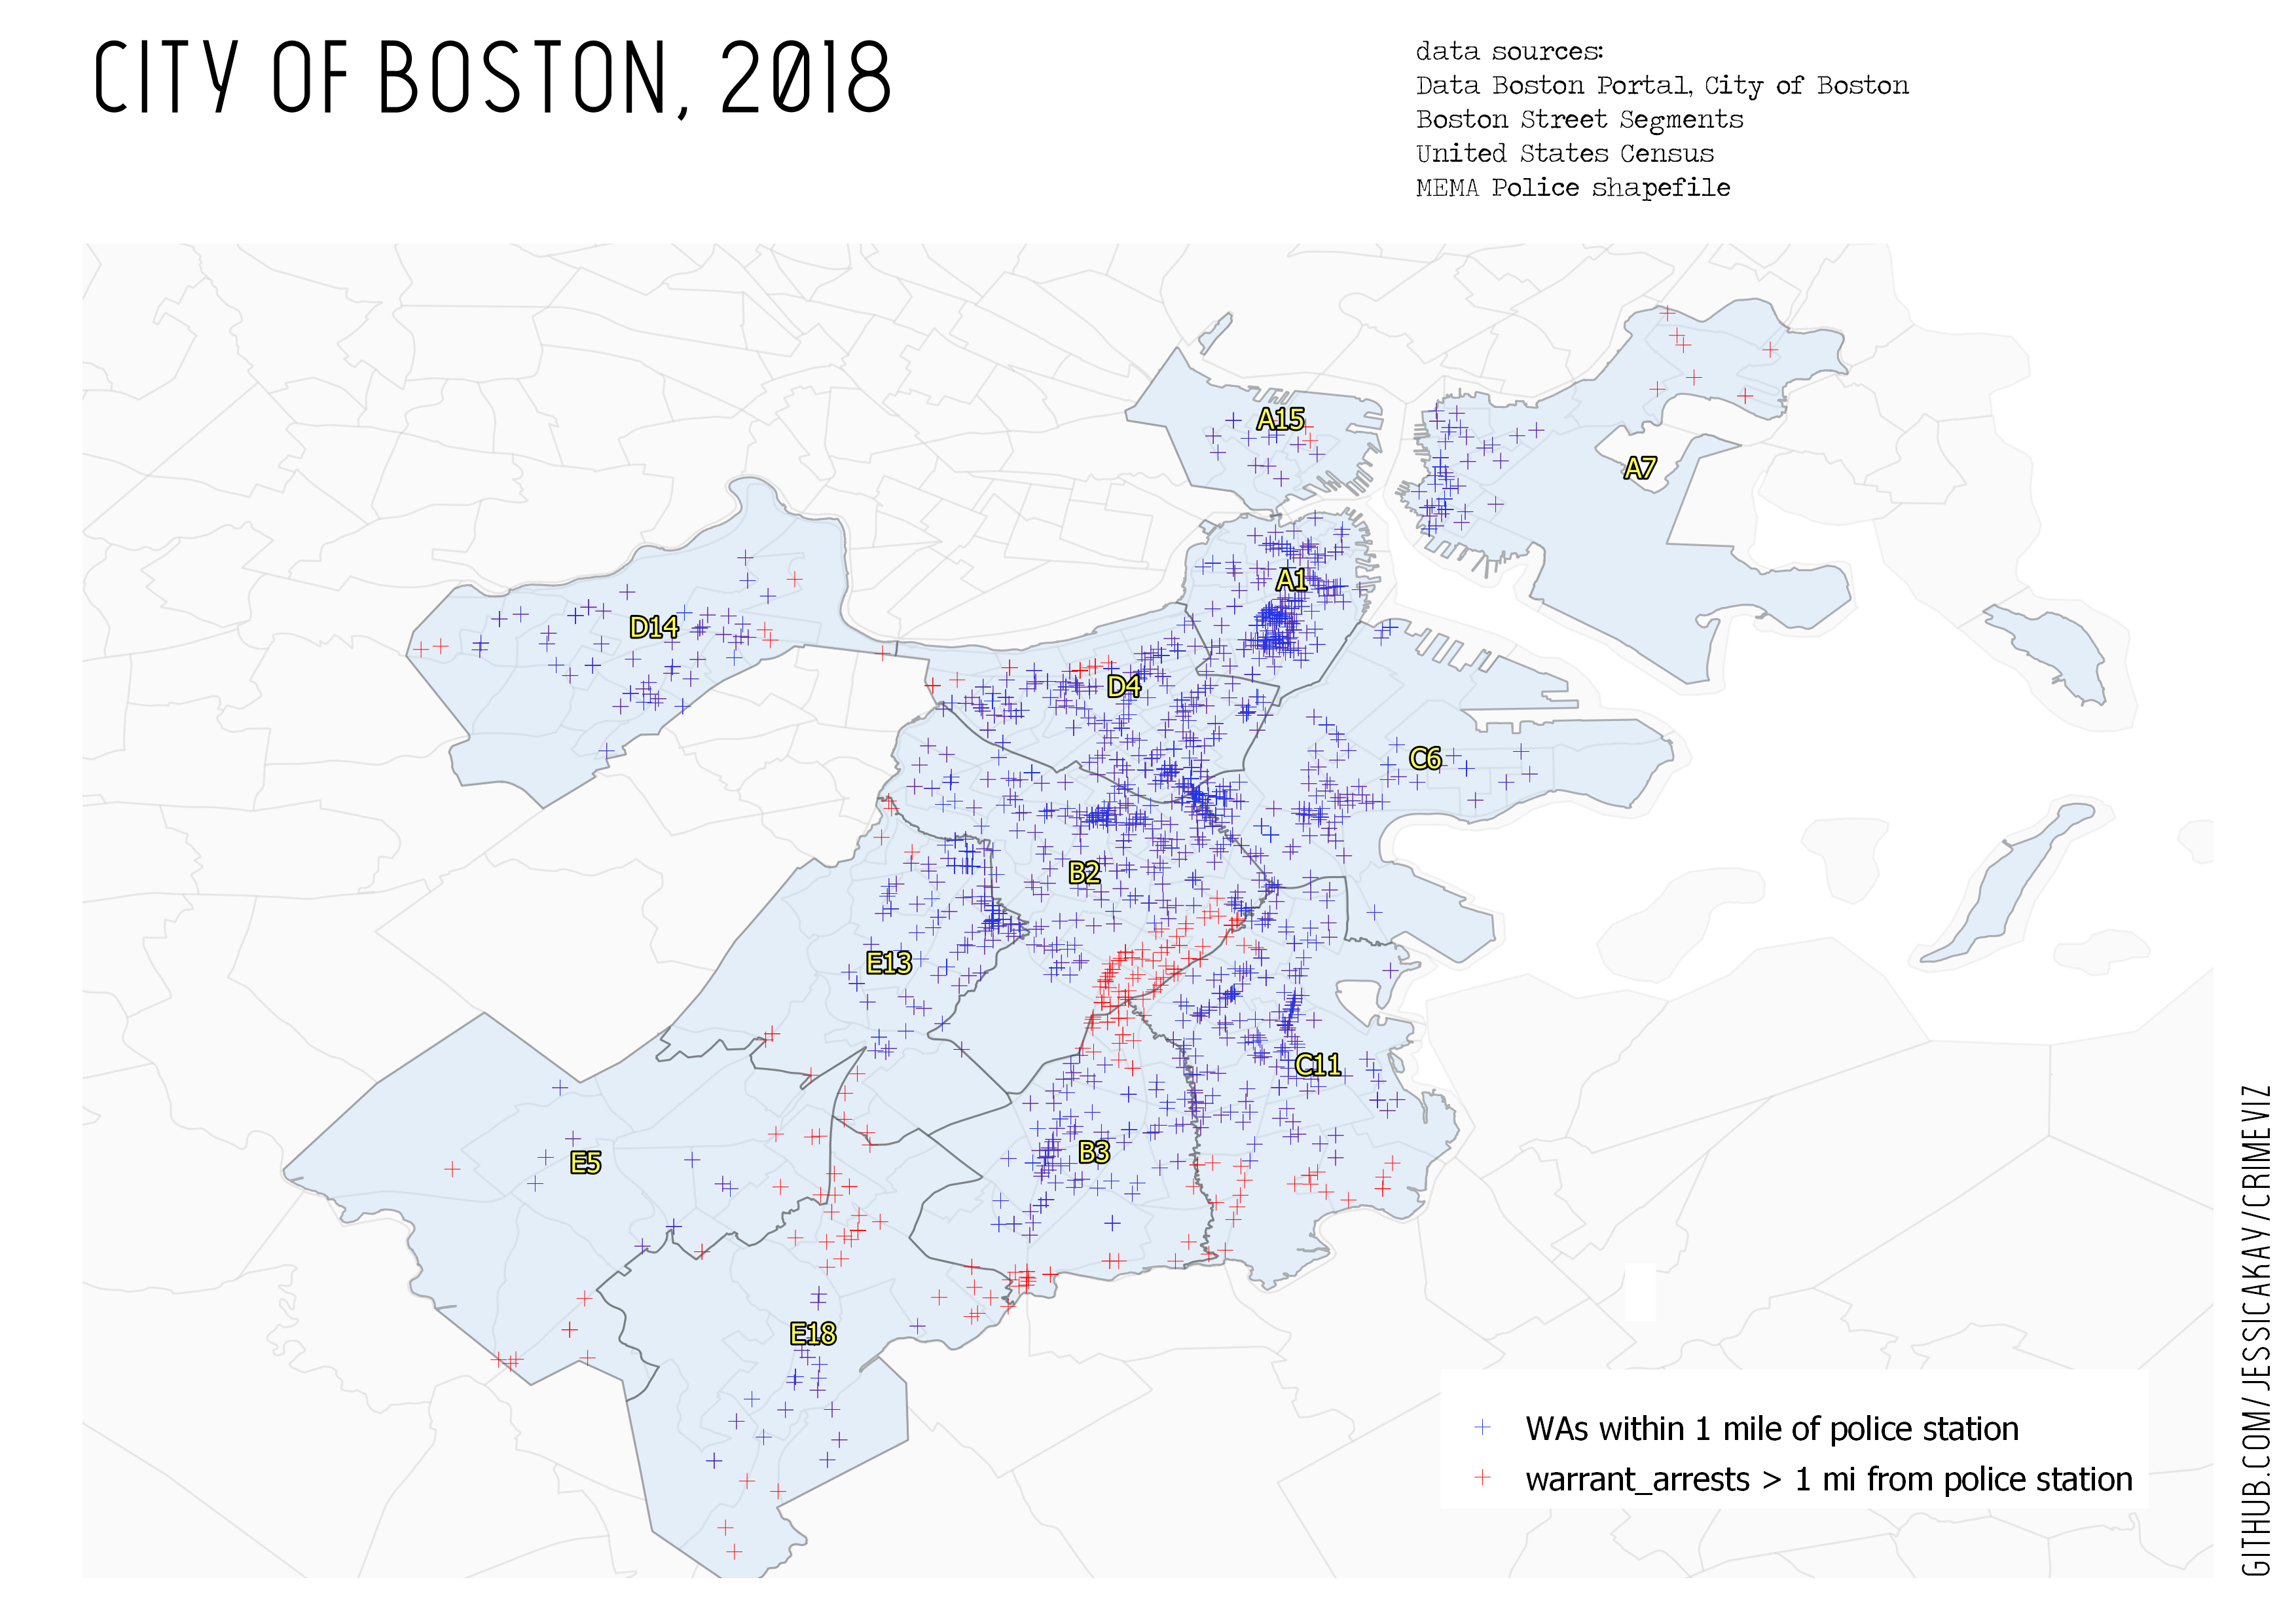 CITY OF BOSTON, 2018
data sources:
Data Boston Portal, City of Boston
Boston Street Segments
United States Census
MEMA Police shapefile
A15
A7
A1
D14
D4
C6
B2
E13
C11
B3
E5
E18
WAs within 1 mile of police station
warrant_arrests > 1 mi from police station
GITHUB.COM/JESSICAKAY/CRIMEVIZ